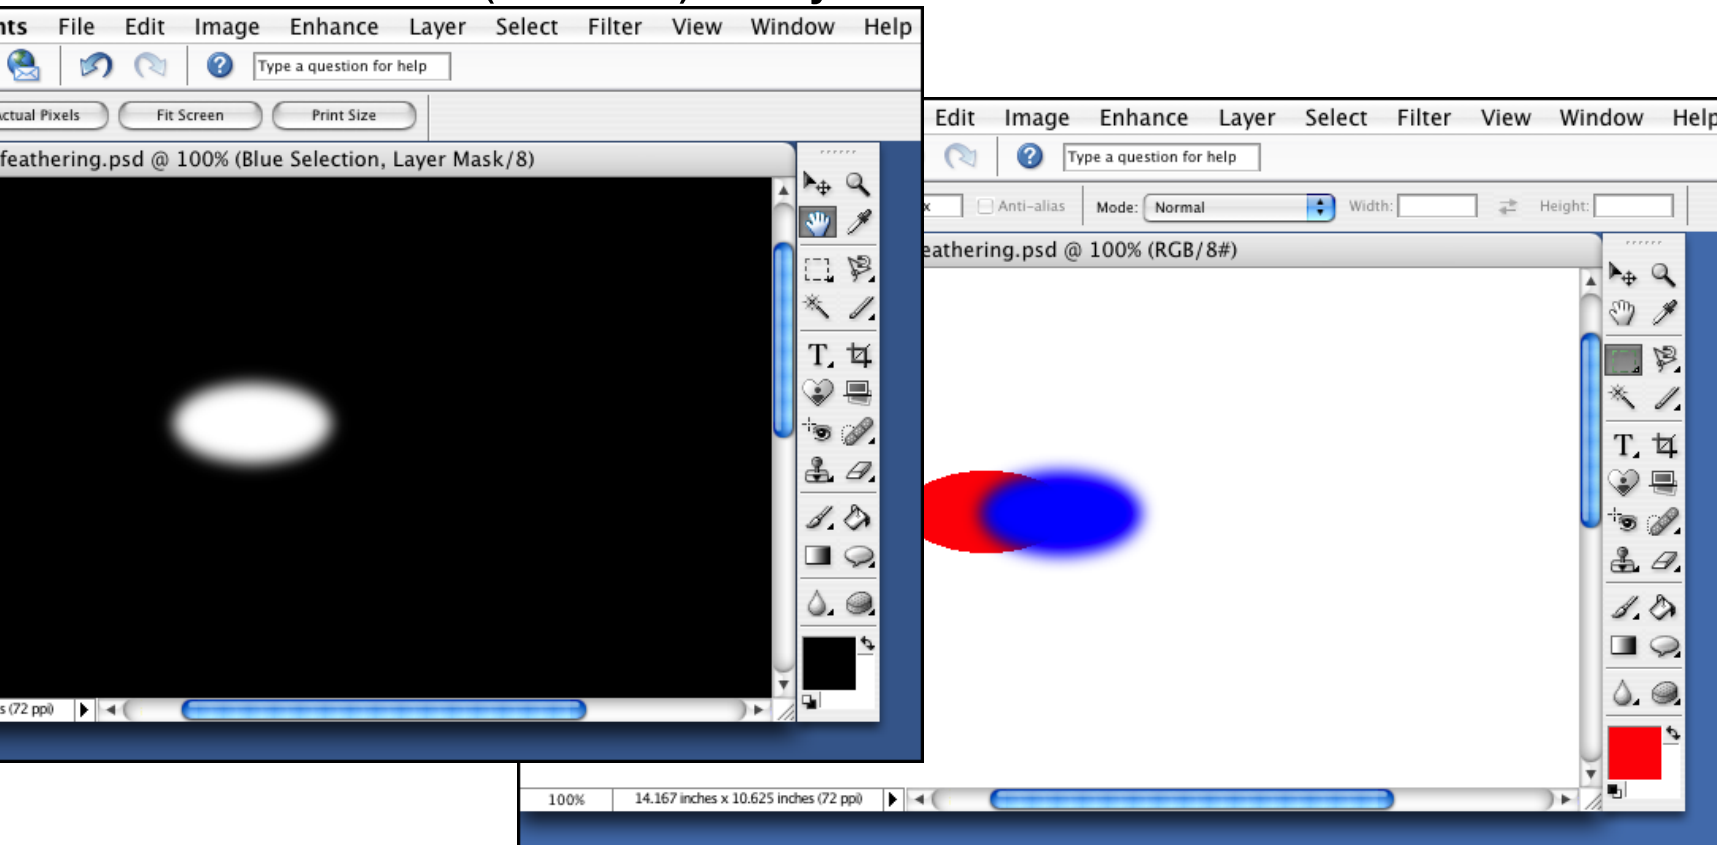 File Edit Image Enhance Layer Select Filter View Window Help
Type a question for help
Pixels Fit Screen Print Size
feathering.psd @ 100% (Blue Selection, Layer Mask/8)
(72 ppi)
Edit Image Enhance Layer Select Filter View Window Help
Type a question for help
Anti-alias Mode: Normal Width: Height:
eathering.psd @ 100% (RGB/8#)
T
T
100% 14.167 inches x 10.625 inches (72 ppi)